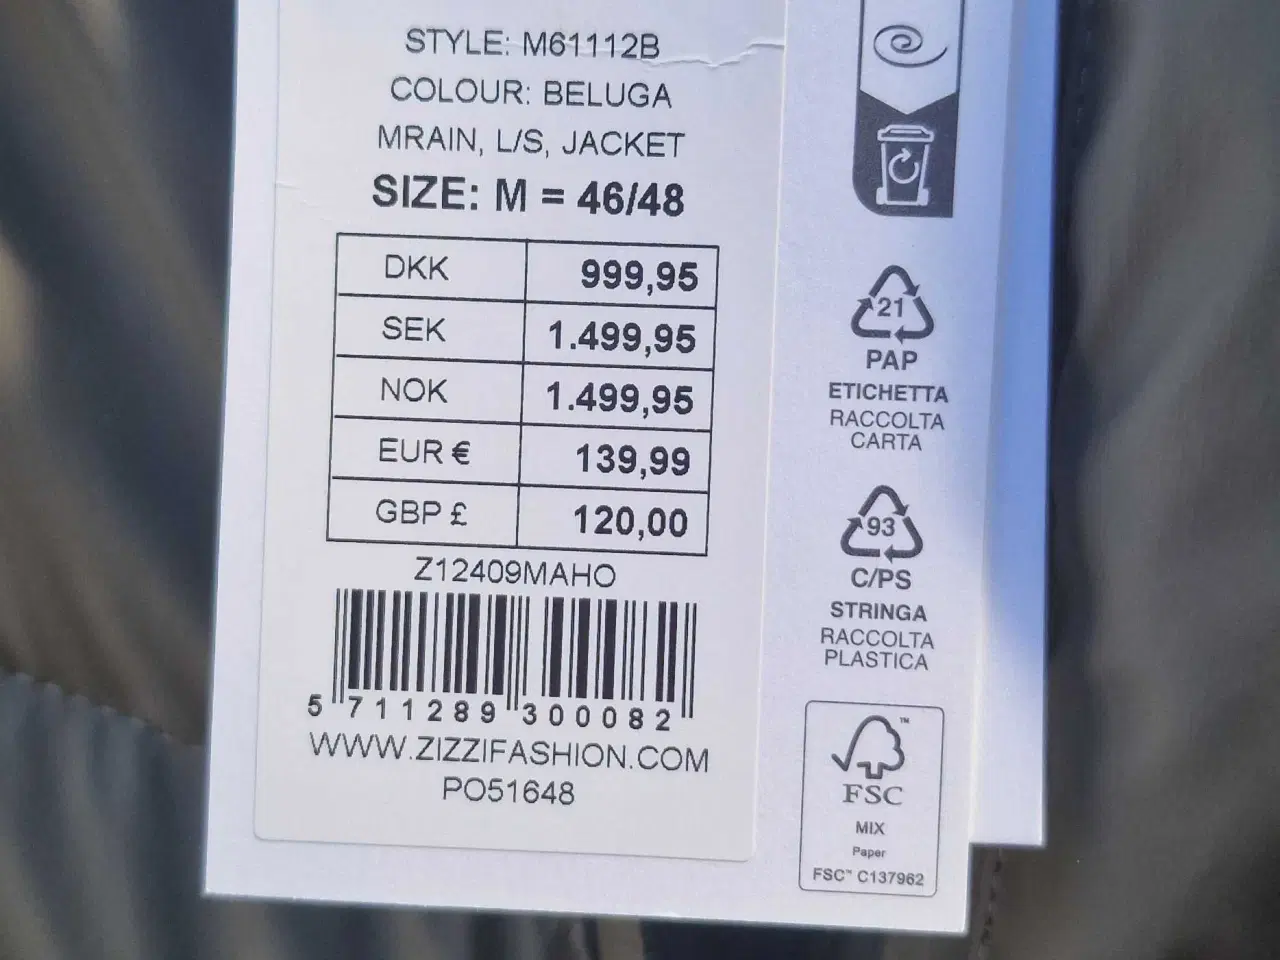 STYLE: M61112B
COLOUR: BELUGA
MRAIN, L/S, JACKET
SIZE: M = 46/48
DKK 999,95
SEK 1.499,95
NOK 1.499,95
EUR € 139,99
GBP £ 120,00
Z12409MAHO
5 711289 300082
WWW.ZIZZIFASHION.COM
PO51648
21
PAP
ETICHETTA
RACCOLTA
CARTA
93
C/PS
STRINGA
RACCOLTA
PLASTICA
FSC™
MIX
Paper
FSC™ C137962